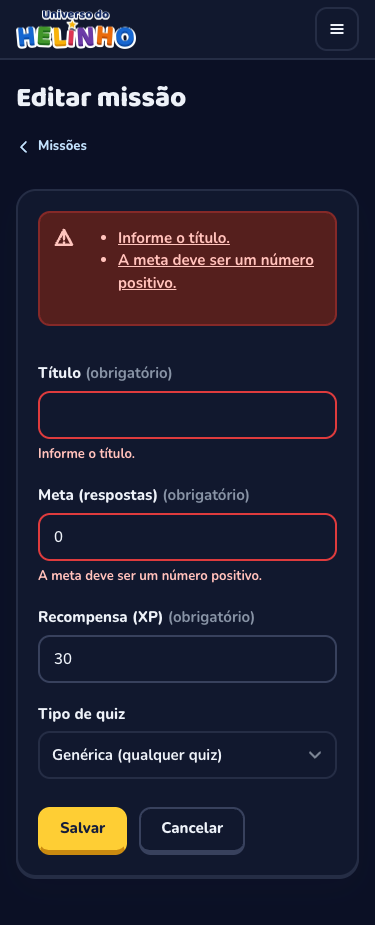 Universo do
HELINHO
Editar missão
Missões
Informe o título.
A meta deve ser um número
positivo.
Título (obrigatório)
Informe o título.
Meta (respostas) (obrigatório)
0
A meta deve ser um número positivo.
Recompensa (XP) (obrigatório)
30
Tipo de quiz
Genérica (qualquer quiz)
Salvar
Cancelar